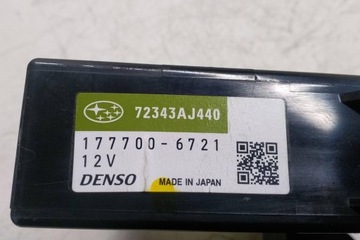 72343AJ440
177700-6721
12V
DENSO MADE IN JAPAN